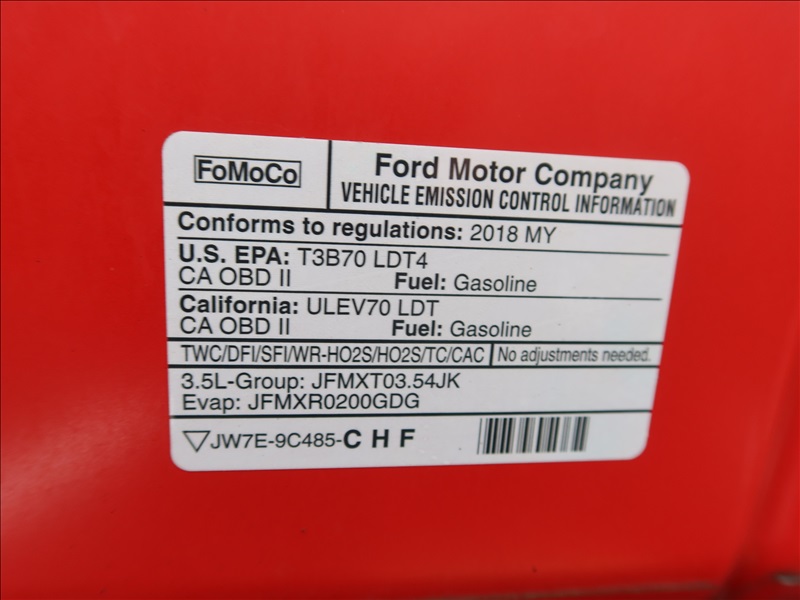 FoMoCo
Ford Motor Company
VEHICLE EMISSION CONTROL INFORMATION
Conforms to regulations: 2018 MY
U.S. EPA: T3B70 LDT4
CA OBD II Fuel: Gasoline
California: ULEV70 LDT
CA OBD II Fuel: Gasoline
TWC/DFI/SFI/WR-HO2S/HO2S/TC/CAC No adjustments needed.
3.5L-Group: JFMXT03.54JK
Evap: JFMXR0200GDG
JW7E-9C485-C H F